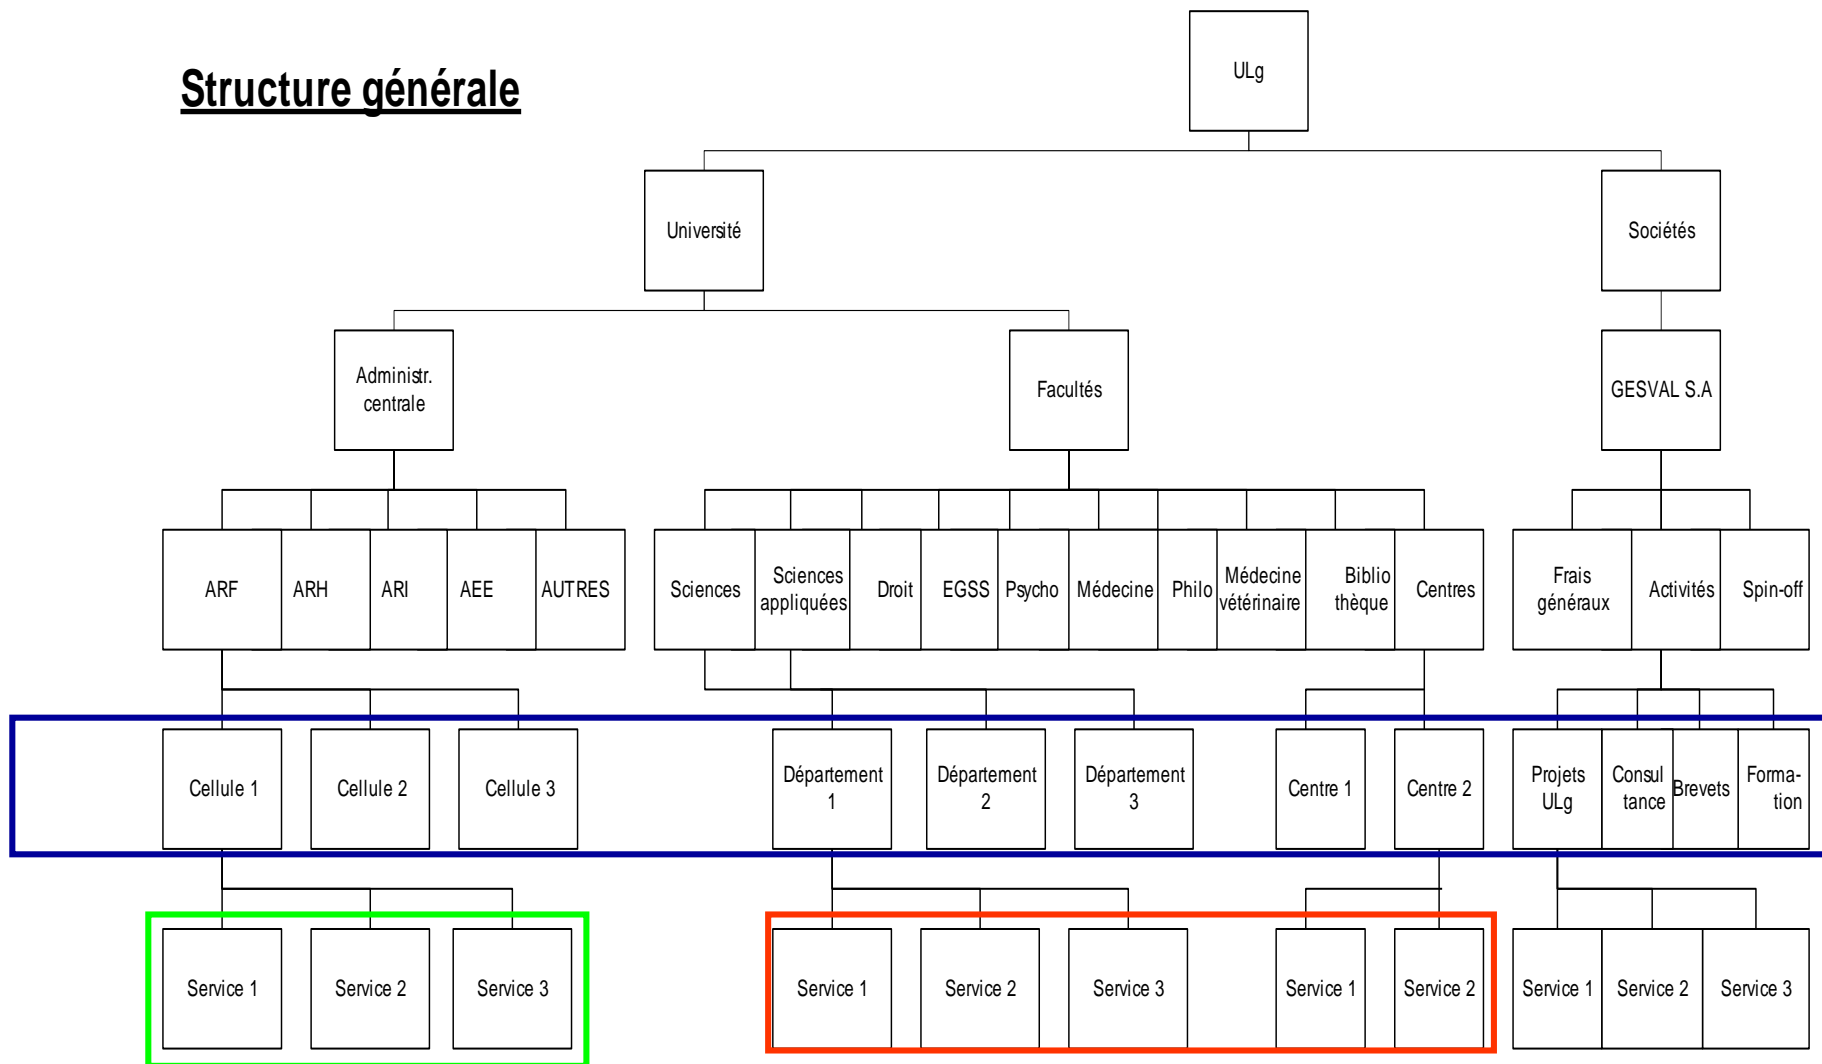 Structure générale
ULg
Université
Sociétés
Administr.
centrale
Facultés
GESVAL S.A
ARF
ARH
ARI
AEE
AUTRES
Sciences
Sciences
appliquées
Droit
EGSS
Psycho
Médecine
Philo
Médecine
vétérinaire
Biblio
thèque
Centres
Frais
généraux
Activités
Spin-off
Cellule 1
Cellule 2
Cellule 3
Département
1
Département
2
Département
3
Centre 1
Centre 2
Projets
ULg
Consul
tance
Brevets
Forma-
tion
Service 1
Service 2
Service 3
Service 1
Service 2
Service 3
Service 1
Service 2
Service 1
Service 2
Service 3